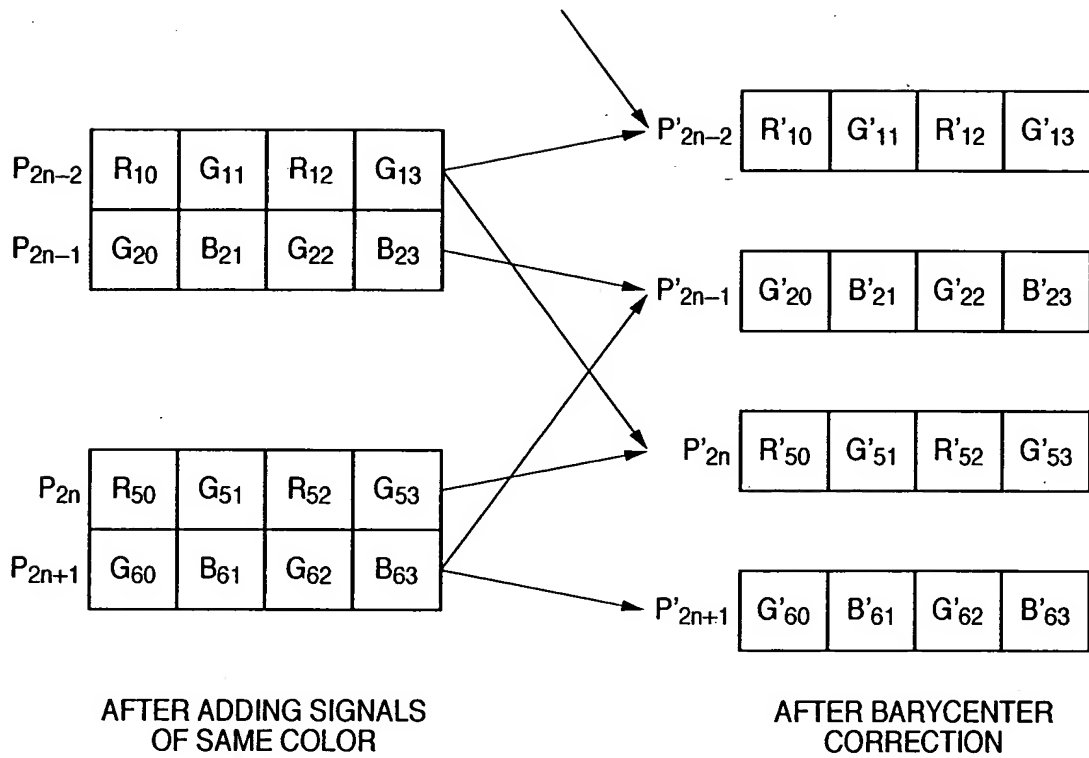 P2n−2 R10 G11 R12 G13
P2n−1 G20 B21 G22 B23
P2n R50 G51 R52 G53
P2n+1 G60 B61 G62 B63
AFTER ADDING SIGNALS
OF SAME COLOR
P'2n−2 R'10 G'11 R'12 G'13
P'2n−1 G'20 B'21 G'22 B'23
P'2n R'50 G'51 R'52 G'53
P'2n+1 G'60 B'61 G'62 B'63
AFTER BARYCENTER
CORRECTION